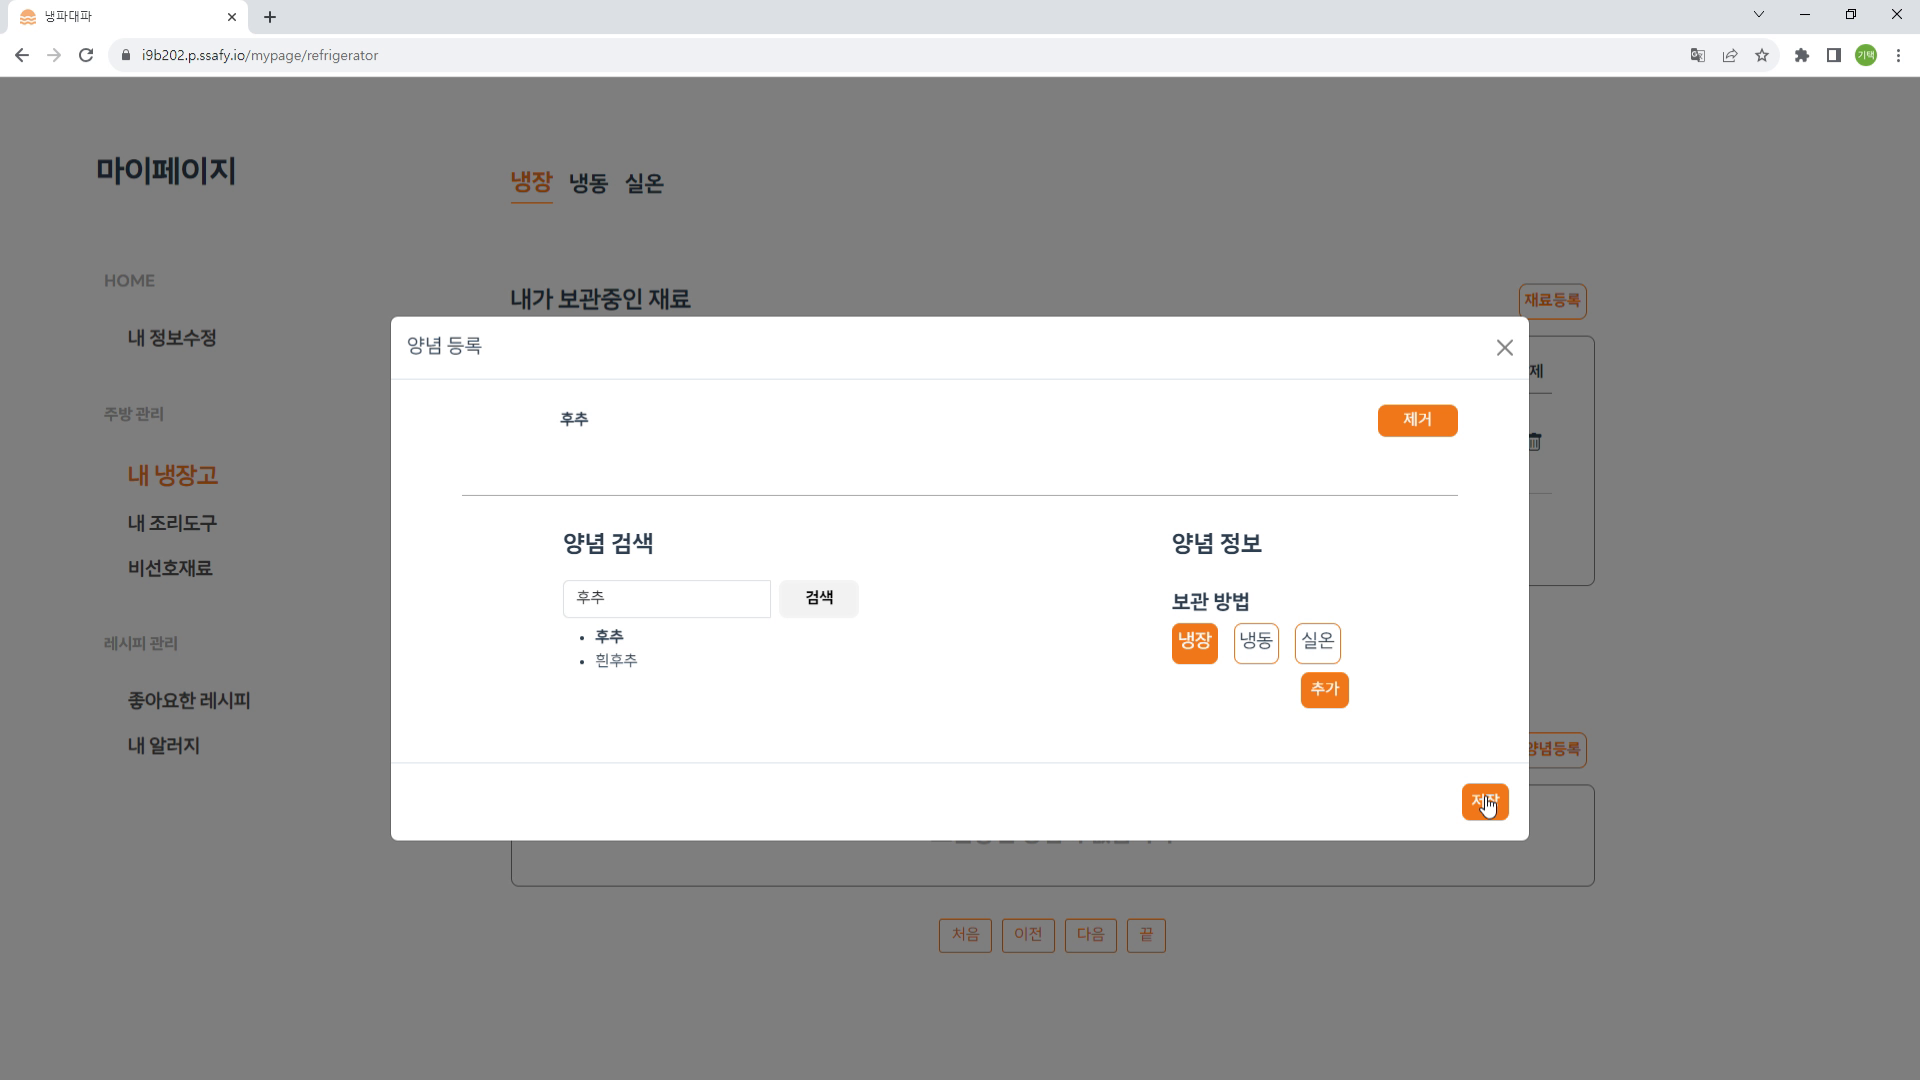 냉파대파
i9b202.p.ssafy.io/mypage/refrigerator
기택
마이페이지
냉장 냉동 실온
HOME
내 정보수정
주방 관리
내 냉장고
내 조리도구
비선호재료
레시피 관리
좋아요한 레시피
내 알러지
내가 보관중인 재료
재료등록
제
양념 등록
후추
제거
양념 검색
양념 정보
후추
검색
• 후추
• 흰후추
보관 방법
냉장 냉동 실온
추가
양념등록
처음 이전 다음 끝